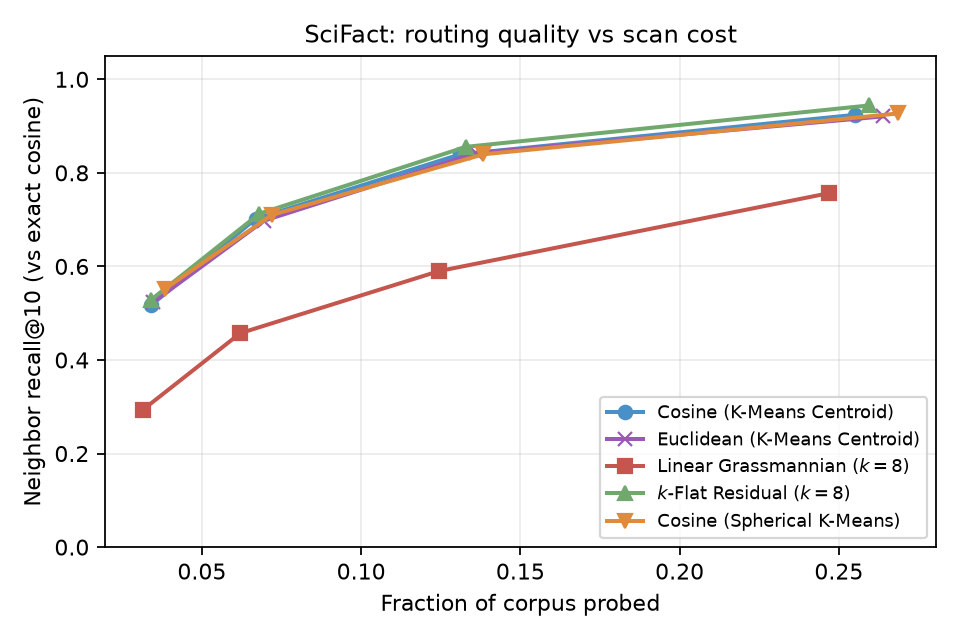 SciFact: routing quality vs scan cost
Neighbor recall@10 (vs exact cosine)
1.0
0.8
0.6
0.4
0.2
0.0
Cosine (K-Means Centroid)
Euclidean (K-Means Centroid)
Linear Grassmannian (k = 8)
k-Flat Residual (k = 8)
Cosine (Spherical K-Means)
0.05 0.10 0.15 0.20 0.25
Fraction of corpus probed